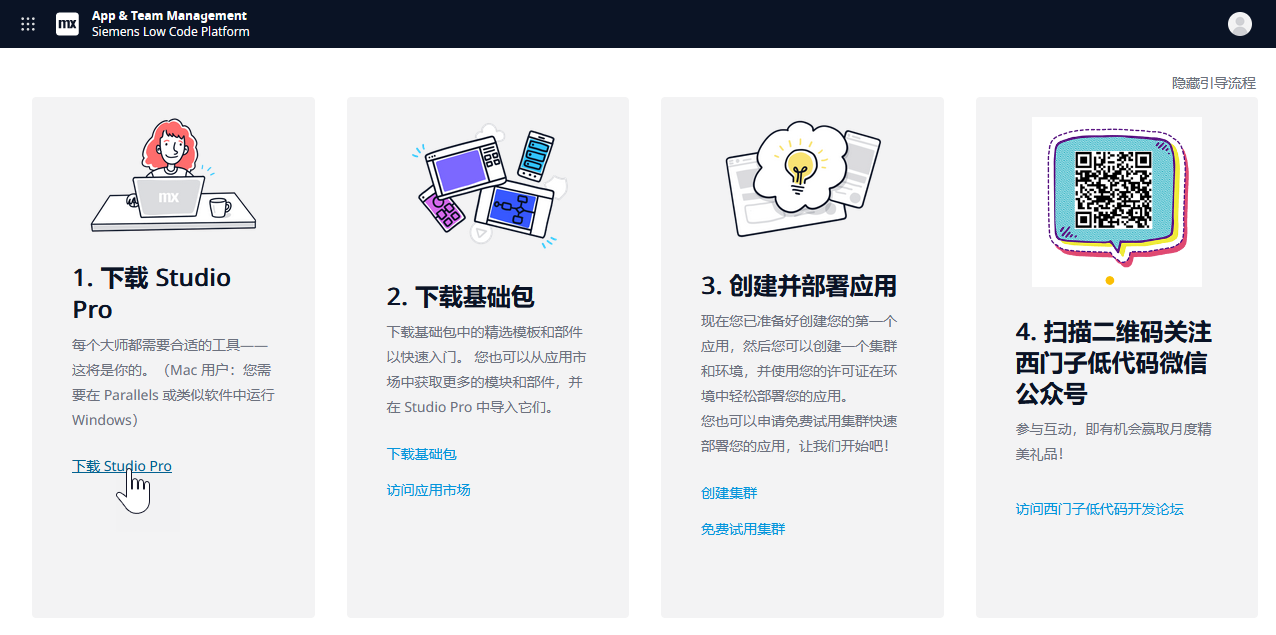 mx
App & Team Management
Siemens Low Code Platform
隐藏引导流程
mx
1. 下载 Studio
Pro
每个大师都需要合适的工具——
这将是你的。（Mac 用户：您需
要在 Parallels 或类似软件中运行
Windows）
下载 Studio Pro
2. 下载基础包
下载基础包中的精选模板和部件
以快速入门。 您也可以从应用市
场中获取更多的模块和部件，并
在 Studio Pro 中导入它们。
下载基础包
访问应用市场
3. 创建并部署应用
现在您已准备好创建您的第一个
应用，然后您可以创建一个集群
和环境，并使用您的许可证在环
境中轻松部署您的应用。
您也可以申请免费试用集群快速
部署您的应用，让我们开始吧！
创建集群
免费试用集群
4. 扫描二维码关注
西门子低代码微信
公众号
参与互动，即有机会赢取月度精
美礼品！
访问西门子低代码开发论坛